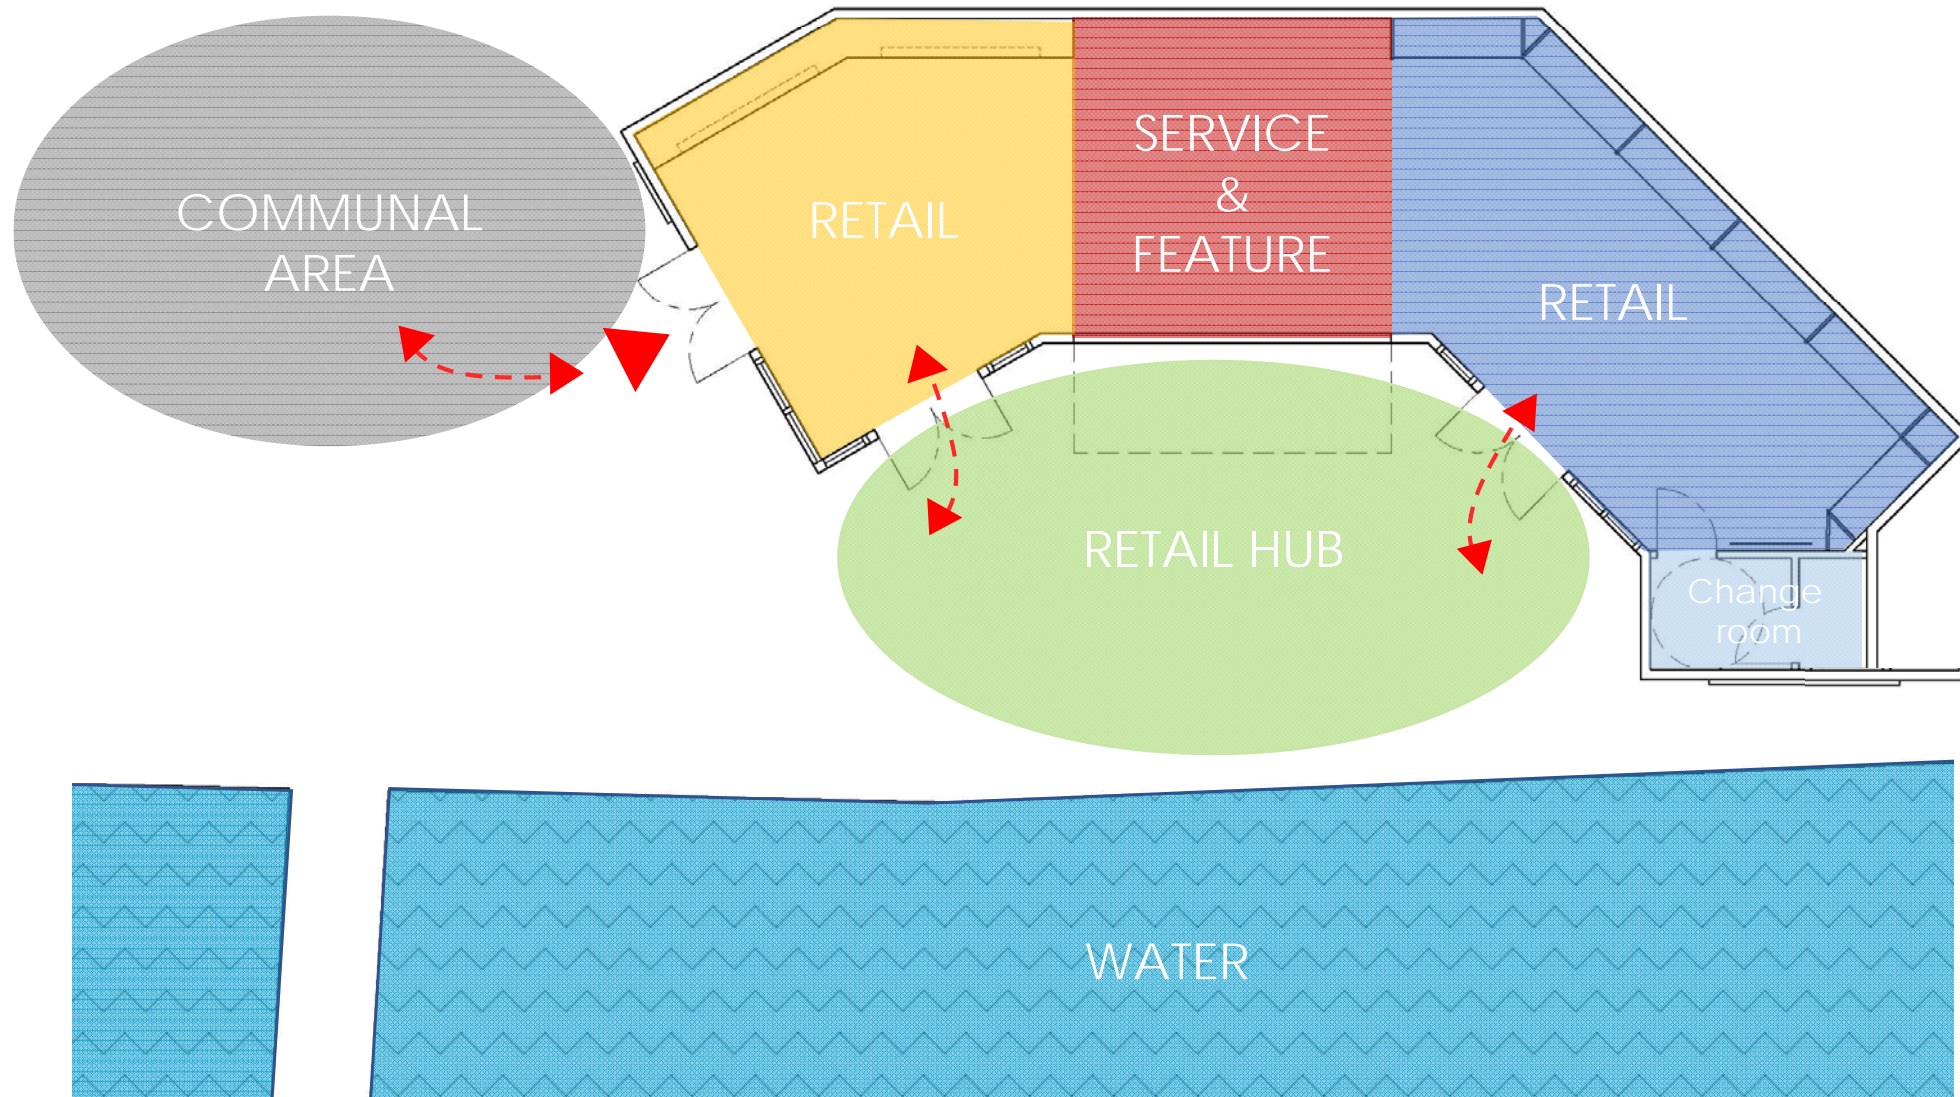 COMMUNAL
AREA
RETAIL
SERVICE
&
FEATURE
RETAIL
RETAIL HUB
Change
room
WATER